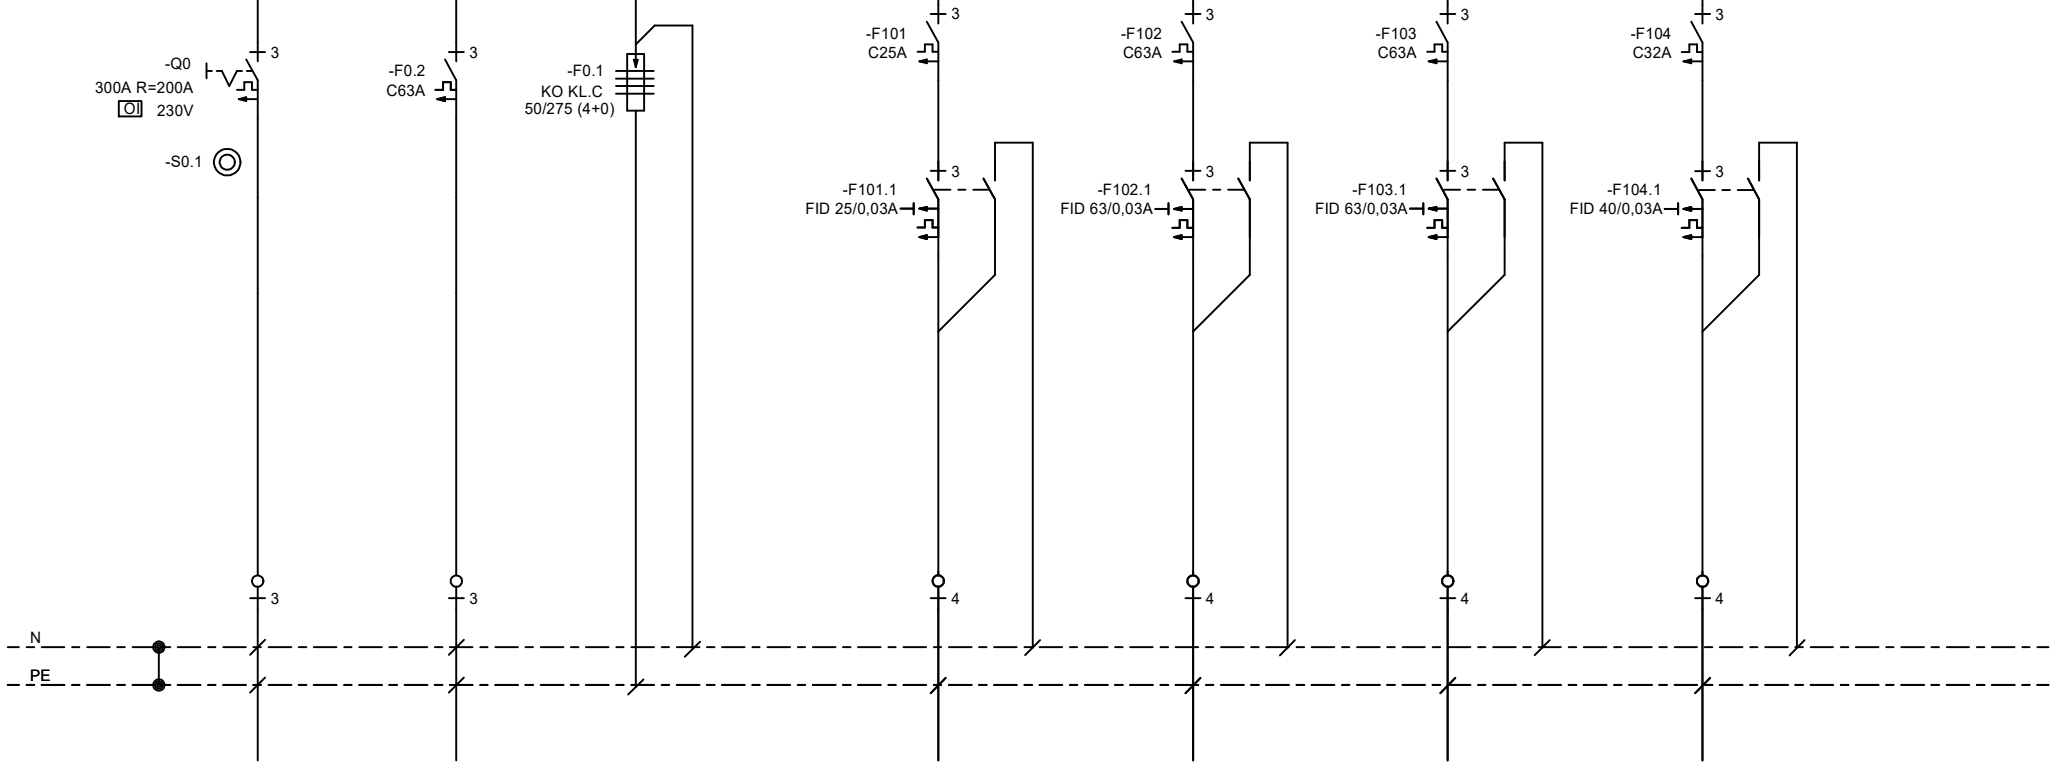 3
-Q0
300A R=200A
OI 230V
-S0.1
3
-F0.2
C63A
-F0.1
KO KL.C
50/275 (4+0)
3
-F101
C25A
3
-F102
C63A
3
-F103
C63A
3
-F104
C32A
3
-F101.1
FID 25/0,03A
3
-F102.1
FID 63/0,03A
3
-F103.1
FID 63/0,03A
3
-F104.1
FID 40/0,03A
3
3
4
4
4
4
N
PE